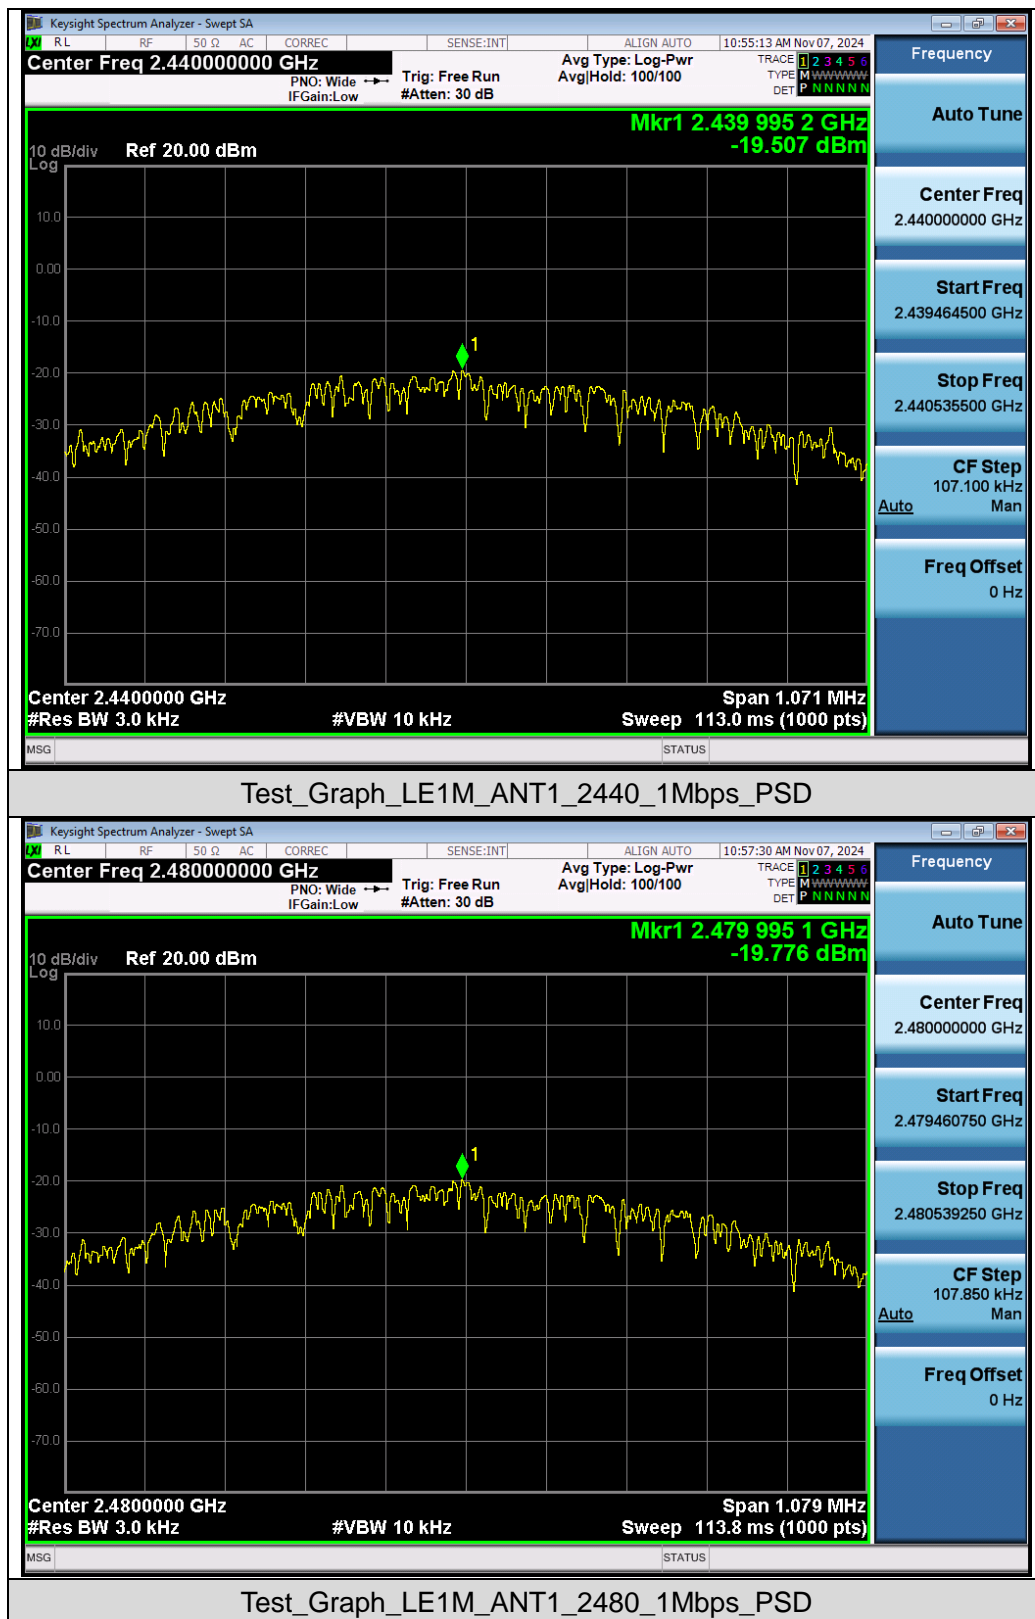 Keysight Spectrum Analyzer - Swept SA
LXI RL RF 50 Ω AC CORREC SENSE:INT ALIGN AUTO 10:55:13 AM Nov 07, 2024
Center Freq 2.440000000 GHz
PNO: Wide
IFGain:Low
Trig: Free Run
#Atten: 30 dB
Avg Type: Log-Pwr
Avg|Hold: 100/100
TRACE 1 2 3 4 5 6
TYPE M WWWWW
DET P N N N N N
Mkr1 2.439 995 2 GHz
-19.507 dBm
10 dB/div Ref 20.00 dBm
Log
10.0
0.00
1
-10.0
-20.0
-30.0
-40.0
-50.0
-60.0
-70.0
Center 2.4400000 GHz Span 1.071 MHz
#Res BW 3.0 kHz #VBW 10 kHz Sweep 113.0 ms (1000 pts)
MSG STATUS
Frequency
Auto Tune
Center Freq
2.440000000 GHz
Start Freq
2.439464500 GHz
Stop Freq
2.440535500 GHz
CF Step
107.100 kHz
Auto Man
Freq Offset
0 Hz
Test_Graph_LE1M_ANT1_2440_1Mbps_PSD
Keysight Spectrum Analyzer - Swept SA
LXI RL RF 50 Ω AC CORREC SENSE:INT ALIGN AUTO 10:57:30 AM Nov 07, 2024
Center Freq 2.480000000 GHz
PNO: Wide
IFGain:Low
Trig: Free Run
#Atten: 30 dB
Avg Type: Log-Pwr
Avg|Hold: 100/100
TRACE 1 2 3 4 5 6
TYPE M WWWWW
DET P N N N N N
Mkr1 2.479 995 1 GHz
-19.776 dBm
10 dB/div Ref 20.00 dBm
Log
10.0
0.00
-10.0
1
-20.0
-30.0
-40.0
-50.0
-60.0
-70.0
Center 2.4800000 GHz Span 1.079 MHz
#Res BW 3.0 kHz #VBW 10 kHz Sweep 113.8 ms (1000 pts)
MSG STATUS
Frequency
Auto Tune
Center Freq
2.480000000 GHz
Start Freq
2.479460750 GHz
Stop Freq
2.480539250 GHz
CF Step
107.850 kHz
Auto Man
Freq Offset
0 Hz
Test_Graph_LE1M_ANT1_2480_1Mbps_PSD